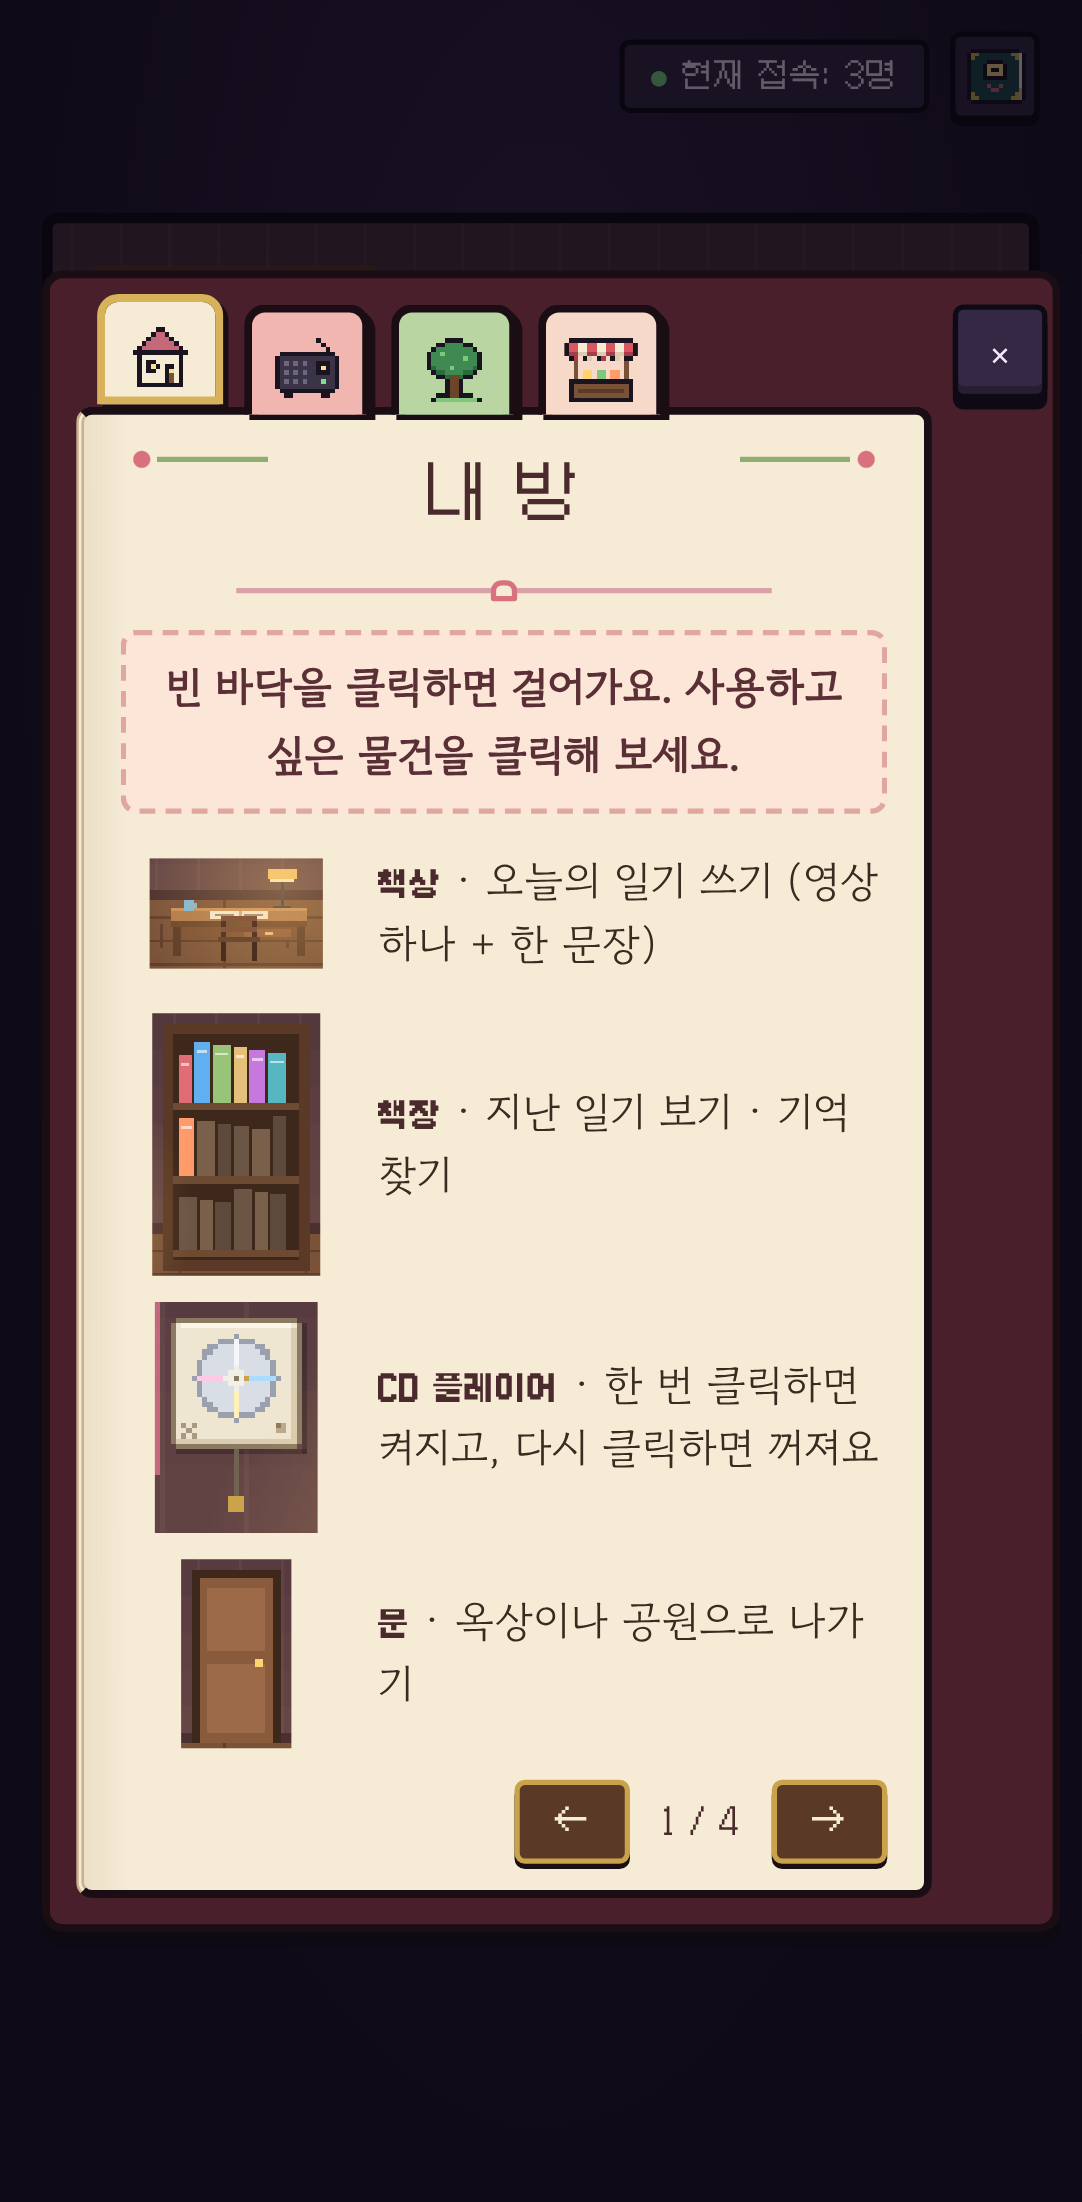 현재 접속: 3명
×
내 방
빈 바닥을 클릭하면 걸어가요. 사용하고
싶은 물건을 클릭해 보세요.
책상 · 오늘의 일기 쓰기 (영상
하나 + 한 문장)
책장 · 지난 일기 보기 · 기억
찾기
CD 플레이어 · 한 번 클릭하면
켜지고, 다시 클릭하면 꺼져요
문 · 옥상이나 공원으로 나가
기
← 1 / 4 →